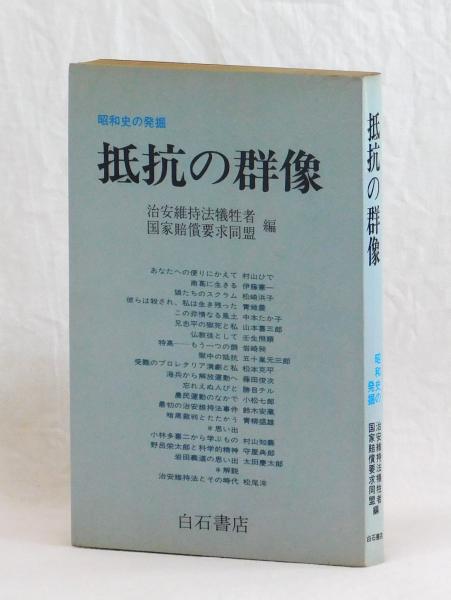 昭和史の発掘
抵抗の群像
治安維持法犠牲者
国家賠償要求同盟 編
あなたへの便りにかえて 村山ひで
南葛に生きる 伊藤憲一
娘たちのスクラム 松崎浜子
彼らは殺され、私は生き残った 青柿善
この非情なる風土 中本たか子
兄志平の獄死と私 山本喜三郎
仏教徒として 壬生照順
特高――もう一つの顔 岩崎昶
獄中の抵抗 五十嵐元三郎
受難のプロレタリア演劇と私 松本克平
海兵から解放運動へ 篠田俊次
忘れえぬ人びと 勝目テル
農民運動のなかで 小松七郎
最初の治安維持法事件 鈴木安蔵
暗黒裁判とたたかう 青柳盛雄
*思い出
小林多喜二から学ぶもの 村山知義
野呂栄太郎と科学的精神 守屋典郎
岩田義道の思い出 太田慶太郎
*解説
治安維持法とその時代 松尾洋
白石書店
抵抗の群像
昭和史の発掘
治安維持法犠牲者
国家賠償要求同盟 編
白石書店